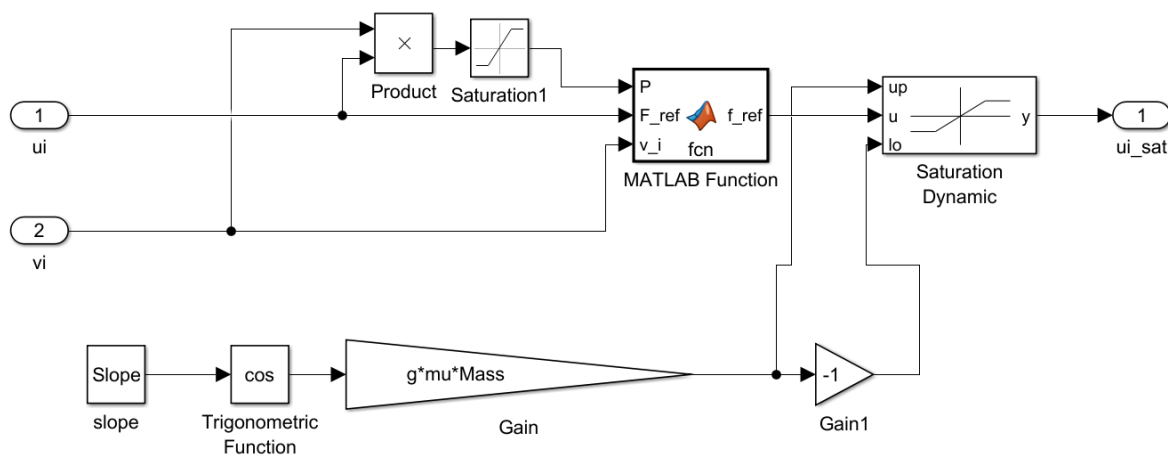 ×
Product
Saturation1
1
ui
P
F_ref
v_i
f_ref
fcn
MATLAB Function
up
u
lo
y
Saturation
Dynamic
1
ui_sat
2
vi
Slope
slope
cos
Trigonometric
Function
g*mu*Mass
Gain
-1
Gain1